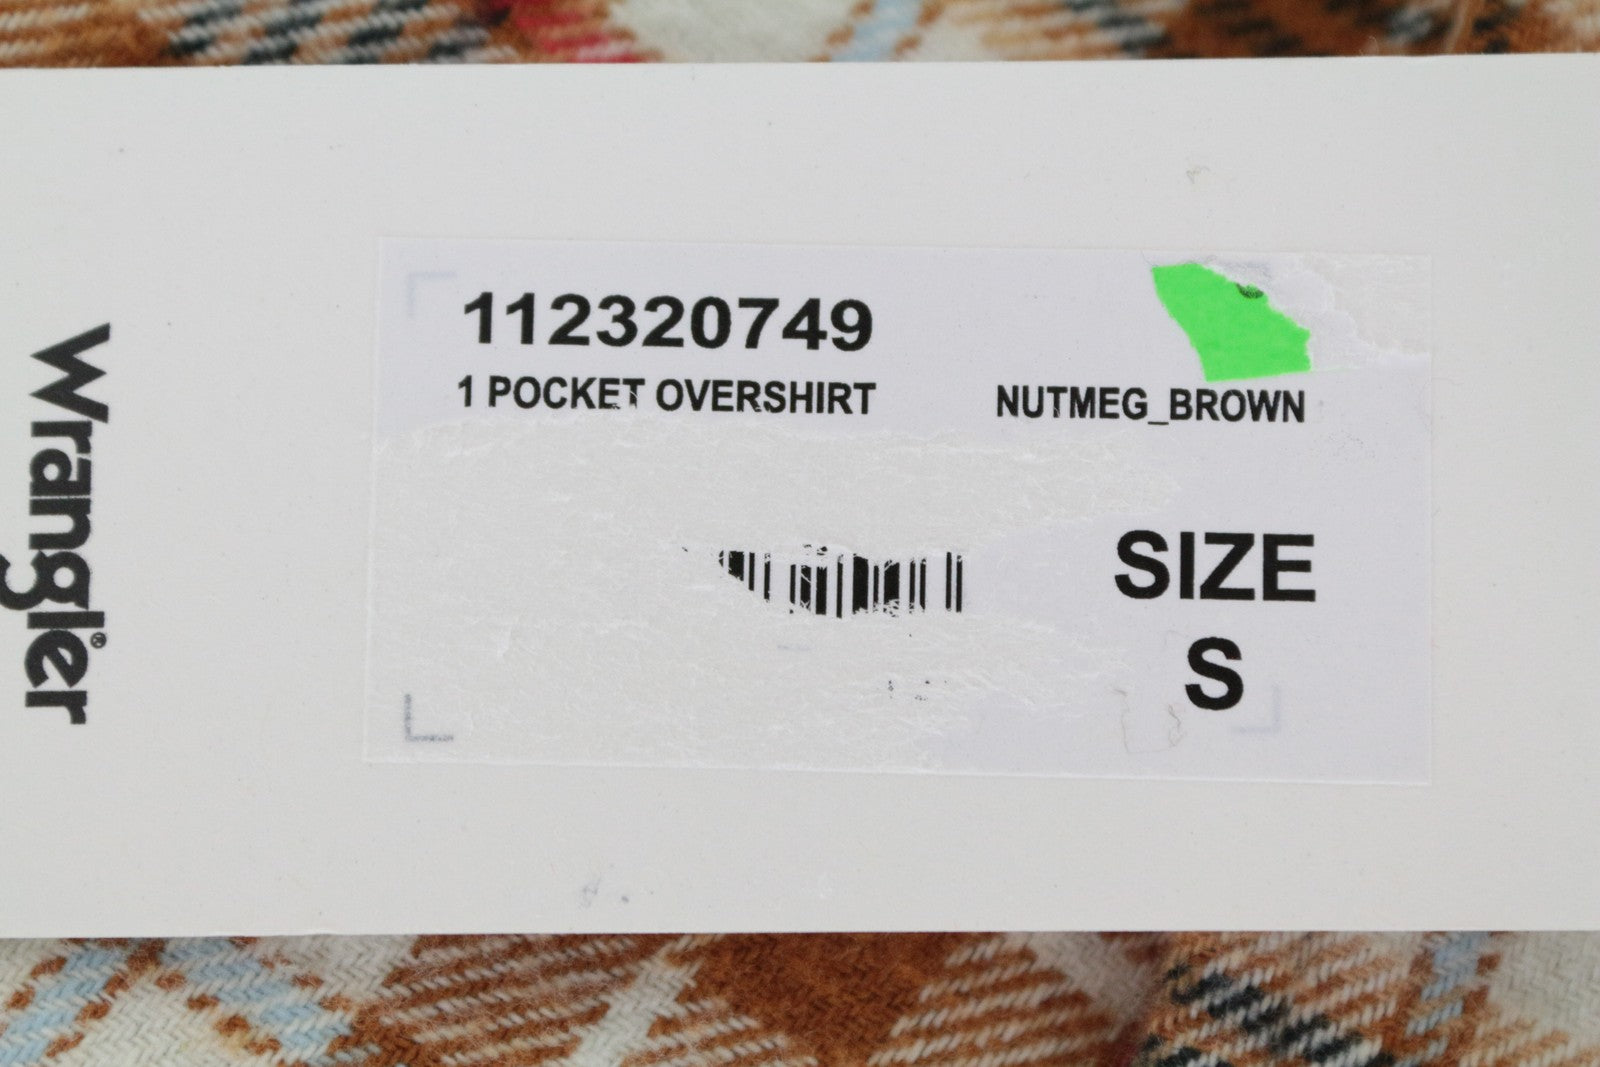 Wrangler®
112320749
1 POCKET OVERSHIRT
NUTMEG_BROWN
SIZE
S